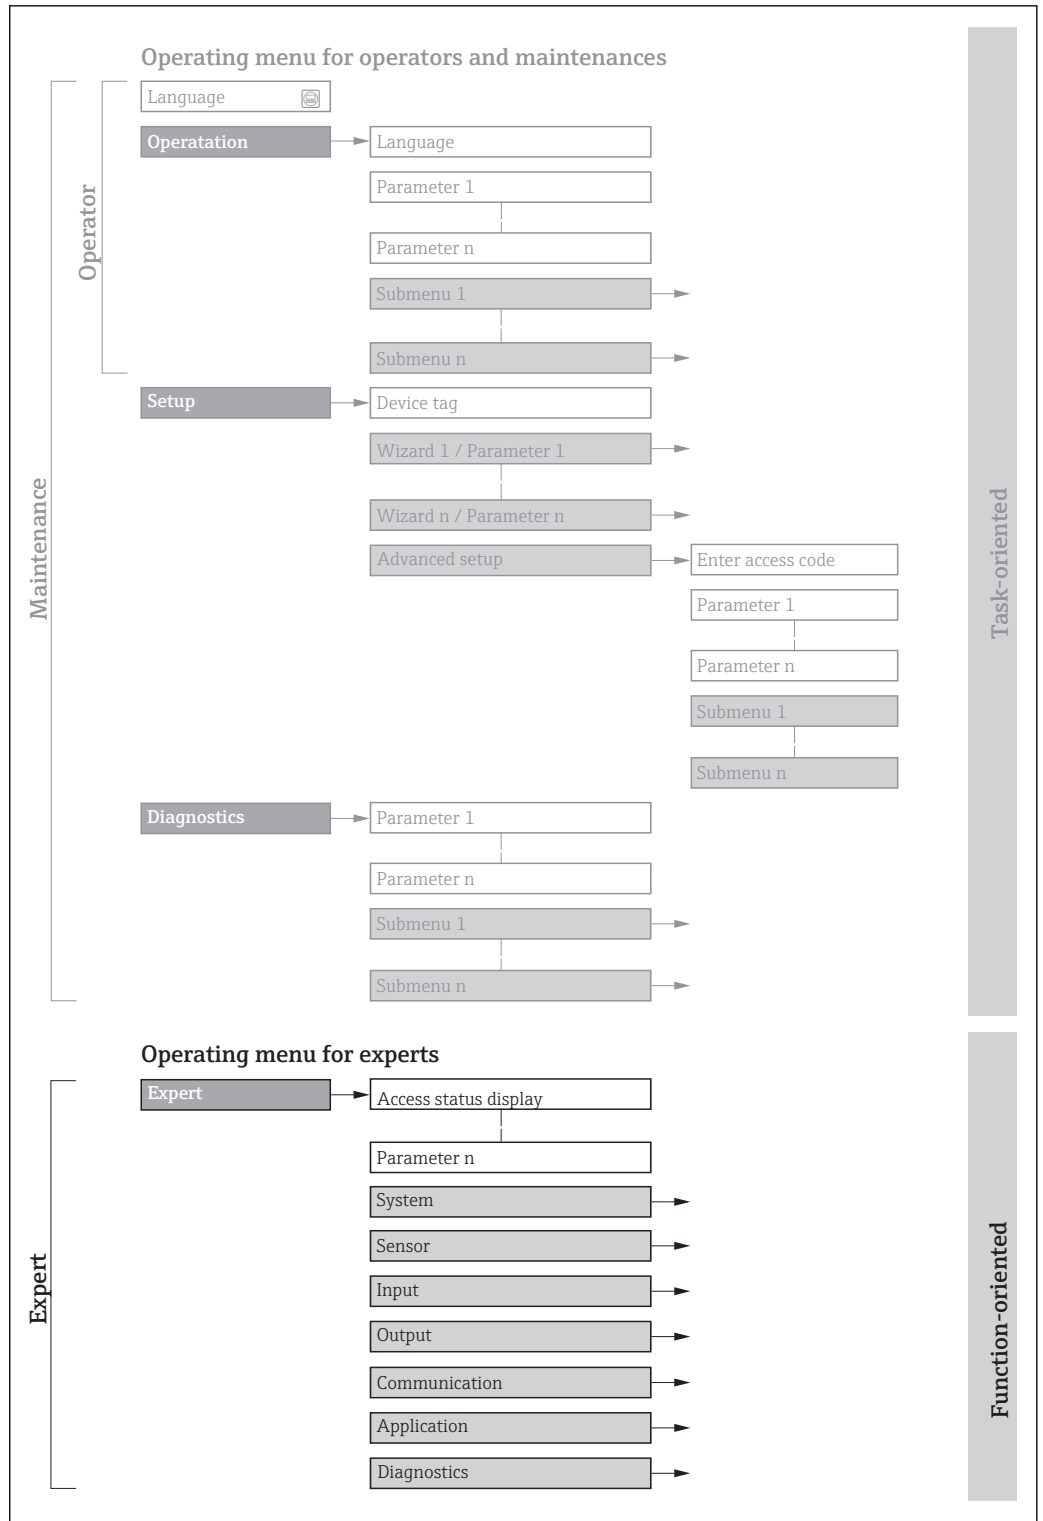 Operating menu for operators and maintenances
Language
Operatation
Language
Parameter 1
Parameter n
Submenu 1
Submenu n
Operator
Setup
Device tag
Wizard 1 / Parameter 1
Wizard n / Parameter n
Advanced setup
Enter access code
Parameter 1
Parameter n
Submenu 1
Submenu n
Maintenance
Task-oriented
Diagnostics
Parameter 1
Parameter n
Submenu 1
Submenu n
Operating menu for experts
Expert
Access status display
Parameter n
System
Sensor
Input
Output
Communication
Application
Diagnostics
Expert
Function-oriented